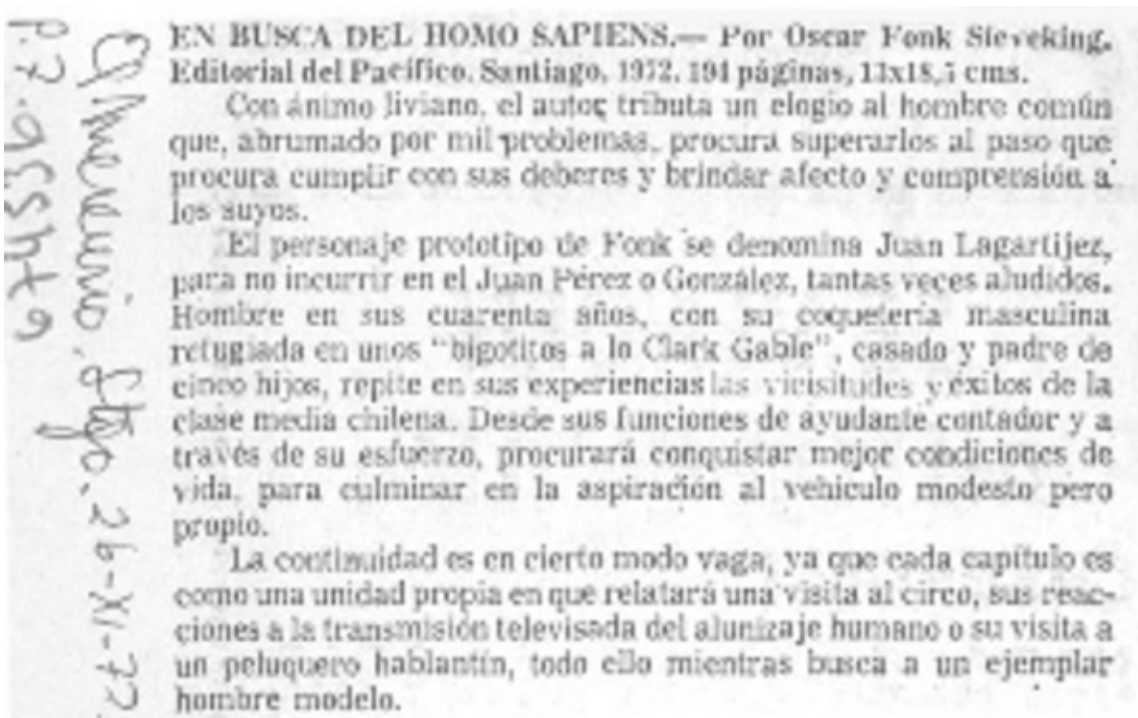 EN BUSCA DEL HOMO SAPIENS.— Por Oscar Fonk Sieveking.
Editorial del Pacífico. Santiago, 1972. 194 páginas, 13x18,5 cms.
Con ánimo liviano, el autor tributa un elogio al hombre común
que, abrumado por mil problemas, procura superarlos al paso que
procura cumplir con sus deberes y brindar afecto y comprensión a
los suyos.
El personaje prototipo de Fonk se denomina Juan Lagartijez,
para no incurrir en el Juan Pérez o González, tantas veces aludidos.
Hombre en sus cuarenta años, con su coquetería masculina
refugiada en unos "bigotitos a lo Clark Gable", casado y padre de
cinco hijos, repite en sus experiencias las vicisitudes y éxitos de la
clase media chilena. Desde sus funciones de ayudante contador y a
través de su esfuerzo, procurará conquistar mejor condiciones de
vida, para culminar en la aspiración al vehículo modesto pero
propio.
La continuidad es en cierto modo vaga, ya que cada capítulo es
como una unidad propia en que relatará una visita al circo, sus reac-
ciones a la transmisión televisada del alunizaje humano o su visita a
un peluquero hablantín, todo ello mientras busca a un ejemplar
hombre modelo.
El Mercurio. Stgo. 26-XI-72
p.7.